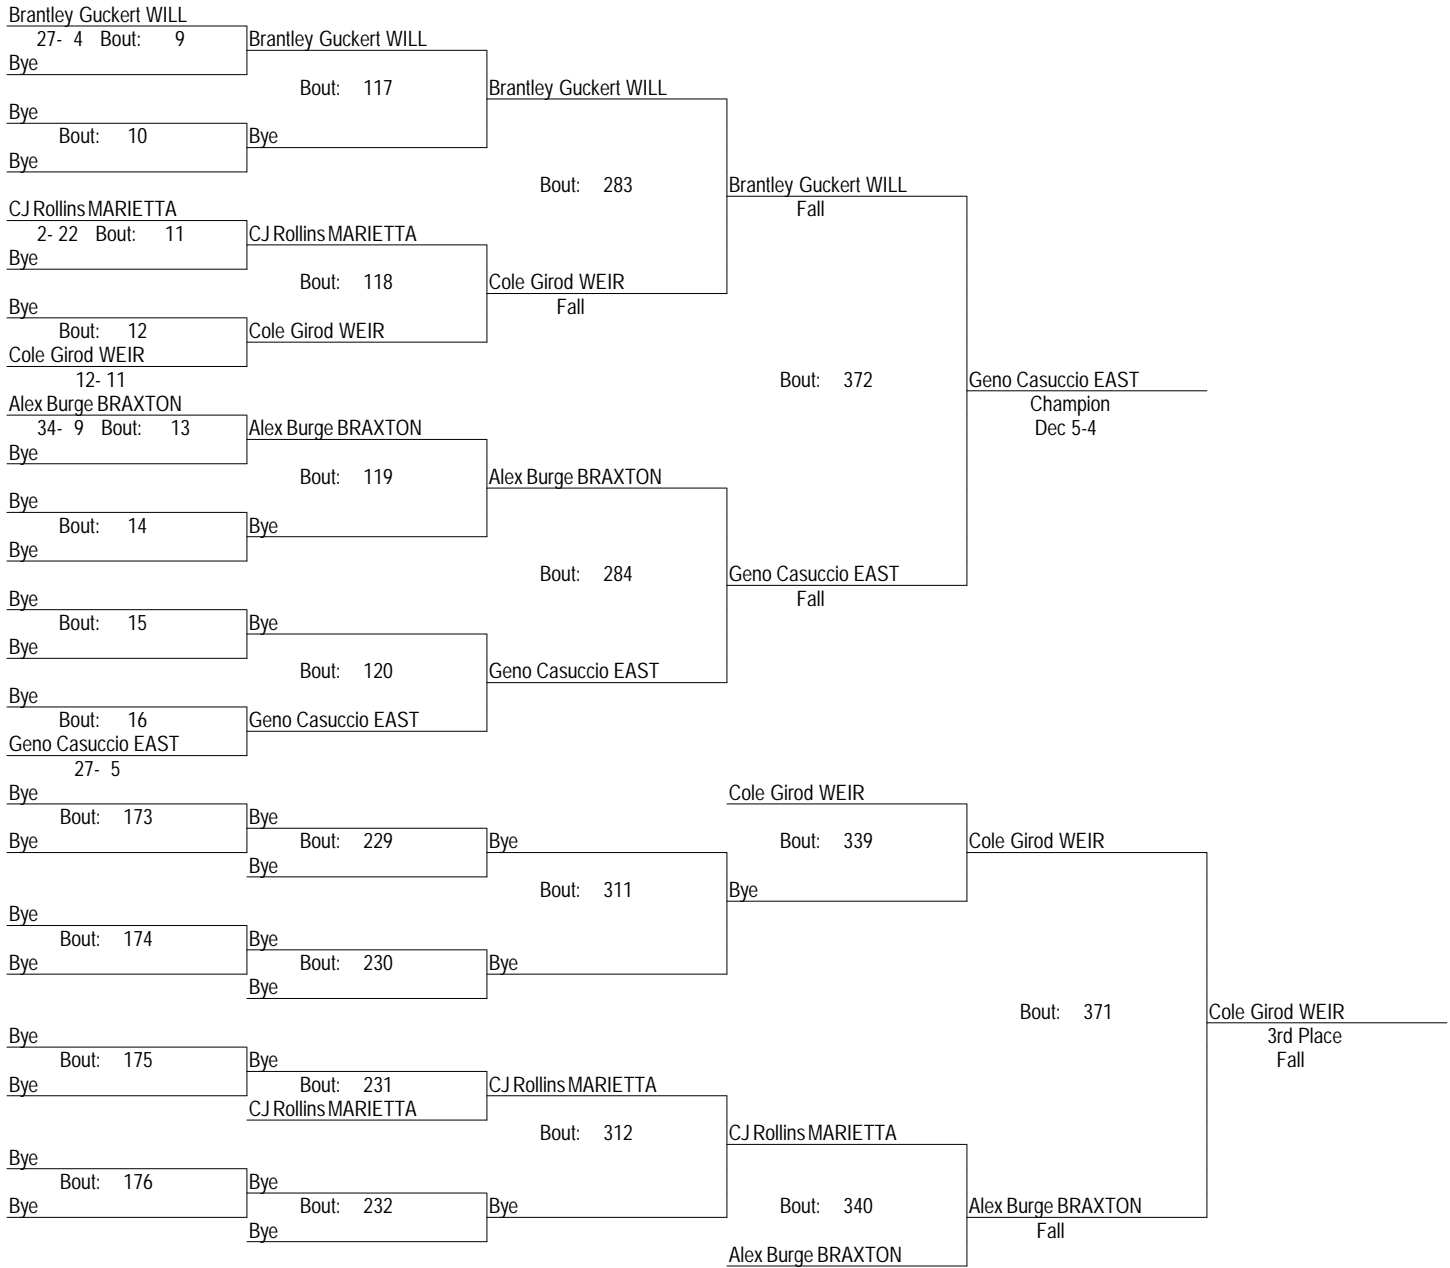 Brantley Guckert WILL
27- 4 Bout: 9 Brantley Guckert WILL
Bye
Bout: 117 Brantley Guckert WILL
Bye
Bout: 10 Bye
Bye
Bout: 283 Brantley Guckert WILL
Fall
CJ Rollins MARIETTA
2- 22 Bout: 11 CJ Rollins MARIETTA
Bye
Bout: 118 Cole Girod WEIR
Bye Fall
Bout: 12 Cole Girod WEIR
Cole Girod WEIR
12- 11 Bout: 372 Geno Casuccio EAST
Alex Burge BRAXTON Champion
34- 9 Bout: 13 Alex Burge BRAXTON Dec 5-4
Bye
Bout: 119 Alex Burge BRAXTON
Bye
Bout: 14 Bye
Bye
Bout: 284 Geno Casuccio EAST
Bye Fall
Bout: 15 Bye
Bye
Bout: 120 Geno Casuccio EAST
Bye
Bout: 16 Geno Casuccio EAST
Geno Casuccio EAST
27- 5
Bye Cole Girod WEIR
Bout: 173 Bye
Bye Bout: 229 Bye Bout: 339 Cole Girod WEIR
Bye
Bout: 311 Bye
Bye
Bout: 174 Bye
Bye Bout: 230 Bye
Bye
Bout: 371 Cole Girod WEIR
Bye 3rd Place
Bout: 175 Bye Fall
Bye Bout: 231 CJ Rollins MARIETTA
CJ Rollins MARIETTA
Bout: 312 CJ Rollins MARIETTA
Bye
Bout: 176 Bye
Bye Bout: 232 Bye Bout: 340 Alex Burge BRAXTON
Bye Fall
Alex Burge BRAXTON